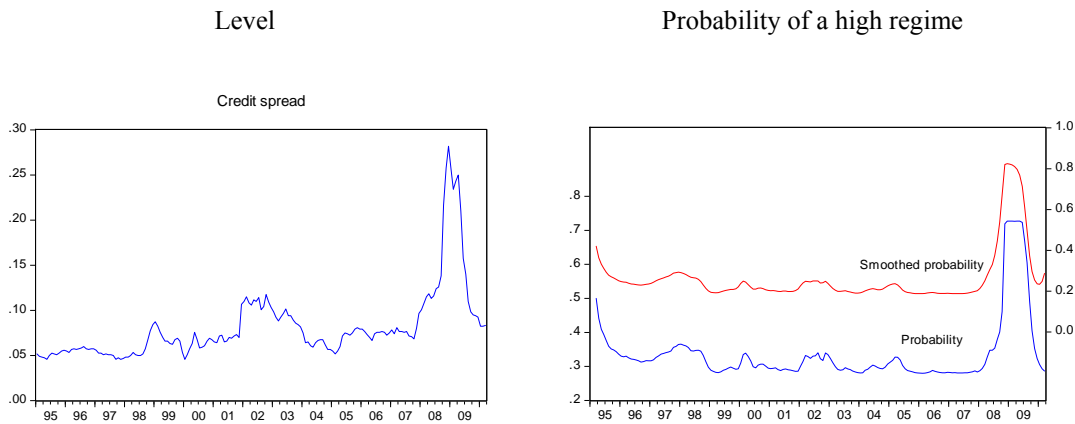 Level
Probability of a high regime
Credit spread
.30
.25
.20
.15
.10
.05
.00
95 96 97 98 99 00 01 02 03 04 05 06 07 08 09
1.0
0.8
0.6
0.4
0.2
0.0
.8
.7
.6
.5
.4
.3
.2
Smoothed probability
Probability
95 96 97 98 99 00 01 02 03 04 05 06 07 08 09